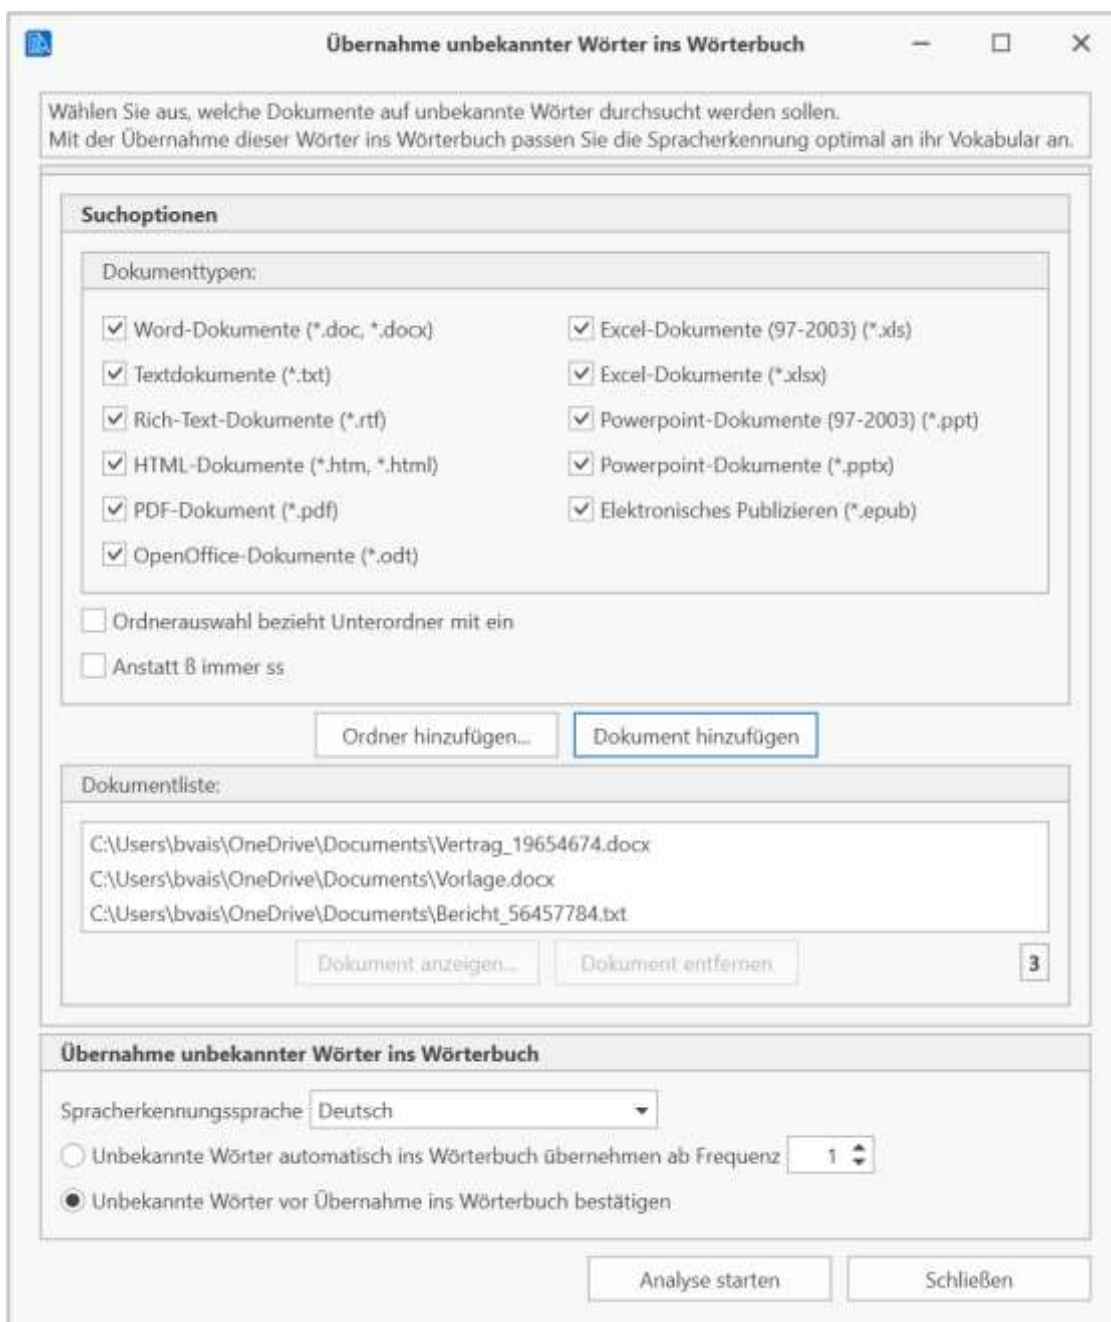 Übernahme unbekannter Wörter ins Wörterbuch
Wählen Sie aus, welche Dokumente auf unbekannte Wörter durchsucht werden sollen.
Mit der Übernahme dieser Wörter ins Wörterbuch passen Sie die Spracherkennung optimal an ihr Vokabular an.
Suchoptionen
Dokumenttypen:
Word-Dokumente (*.doc, *.docx)
Textdokumente (*.txt)
Rich-Text-Dokumente (*.rtf)
HTML-Dokumente (*.htm, *.html)
PDF-Dokument (*.pdf)
OpenOffice-Dokumente (*.odt)
Excel-Dokumente (97-2003) (*.xls)
Excel-Dokumente (*.xlsx)
Powerpoint-Dokumente (97-2003) (*.ppt)
Powerpoint-Dokumente (*.pptx)
Elektronisches Publizieren (*.epub)
Ordnerauswahl bezieht Unterordner mit ein
Anstatt ß immer ss
Ordner hinzufügen...
Dokument hinzufügen
Dokumentliste:
C:\Users\bvais\OneDrive\Documents\Vertrag_19654674.docx
C:\Users\bvais\OneDrive\Documents\Vorlage.docx
C:\Users\bvais\OneDrive\Documents\Bericht_56457784.txt
Dokument anzeigen...
Dokument entfernen
3
Übernahme unbekannter Wörter ins Wörterbuch
Spracherkennungssprache Deutsch
Unbekannte Wörter automatisch ins Wörterbuch übernehmen ab Frequenz 1
Unbekannte Wörter vor Übernahme ins Wörterbuch bestätigen
Analyse starten
Schließen